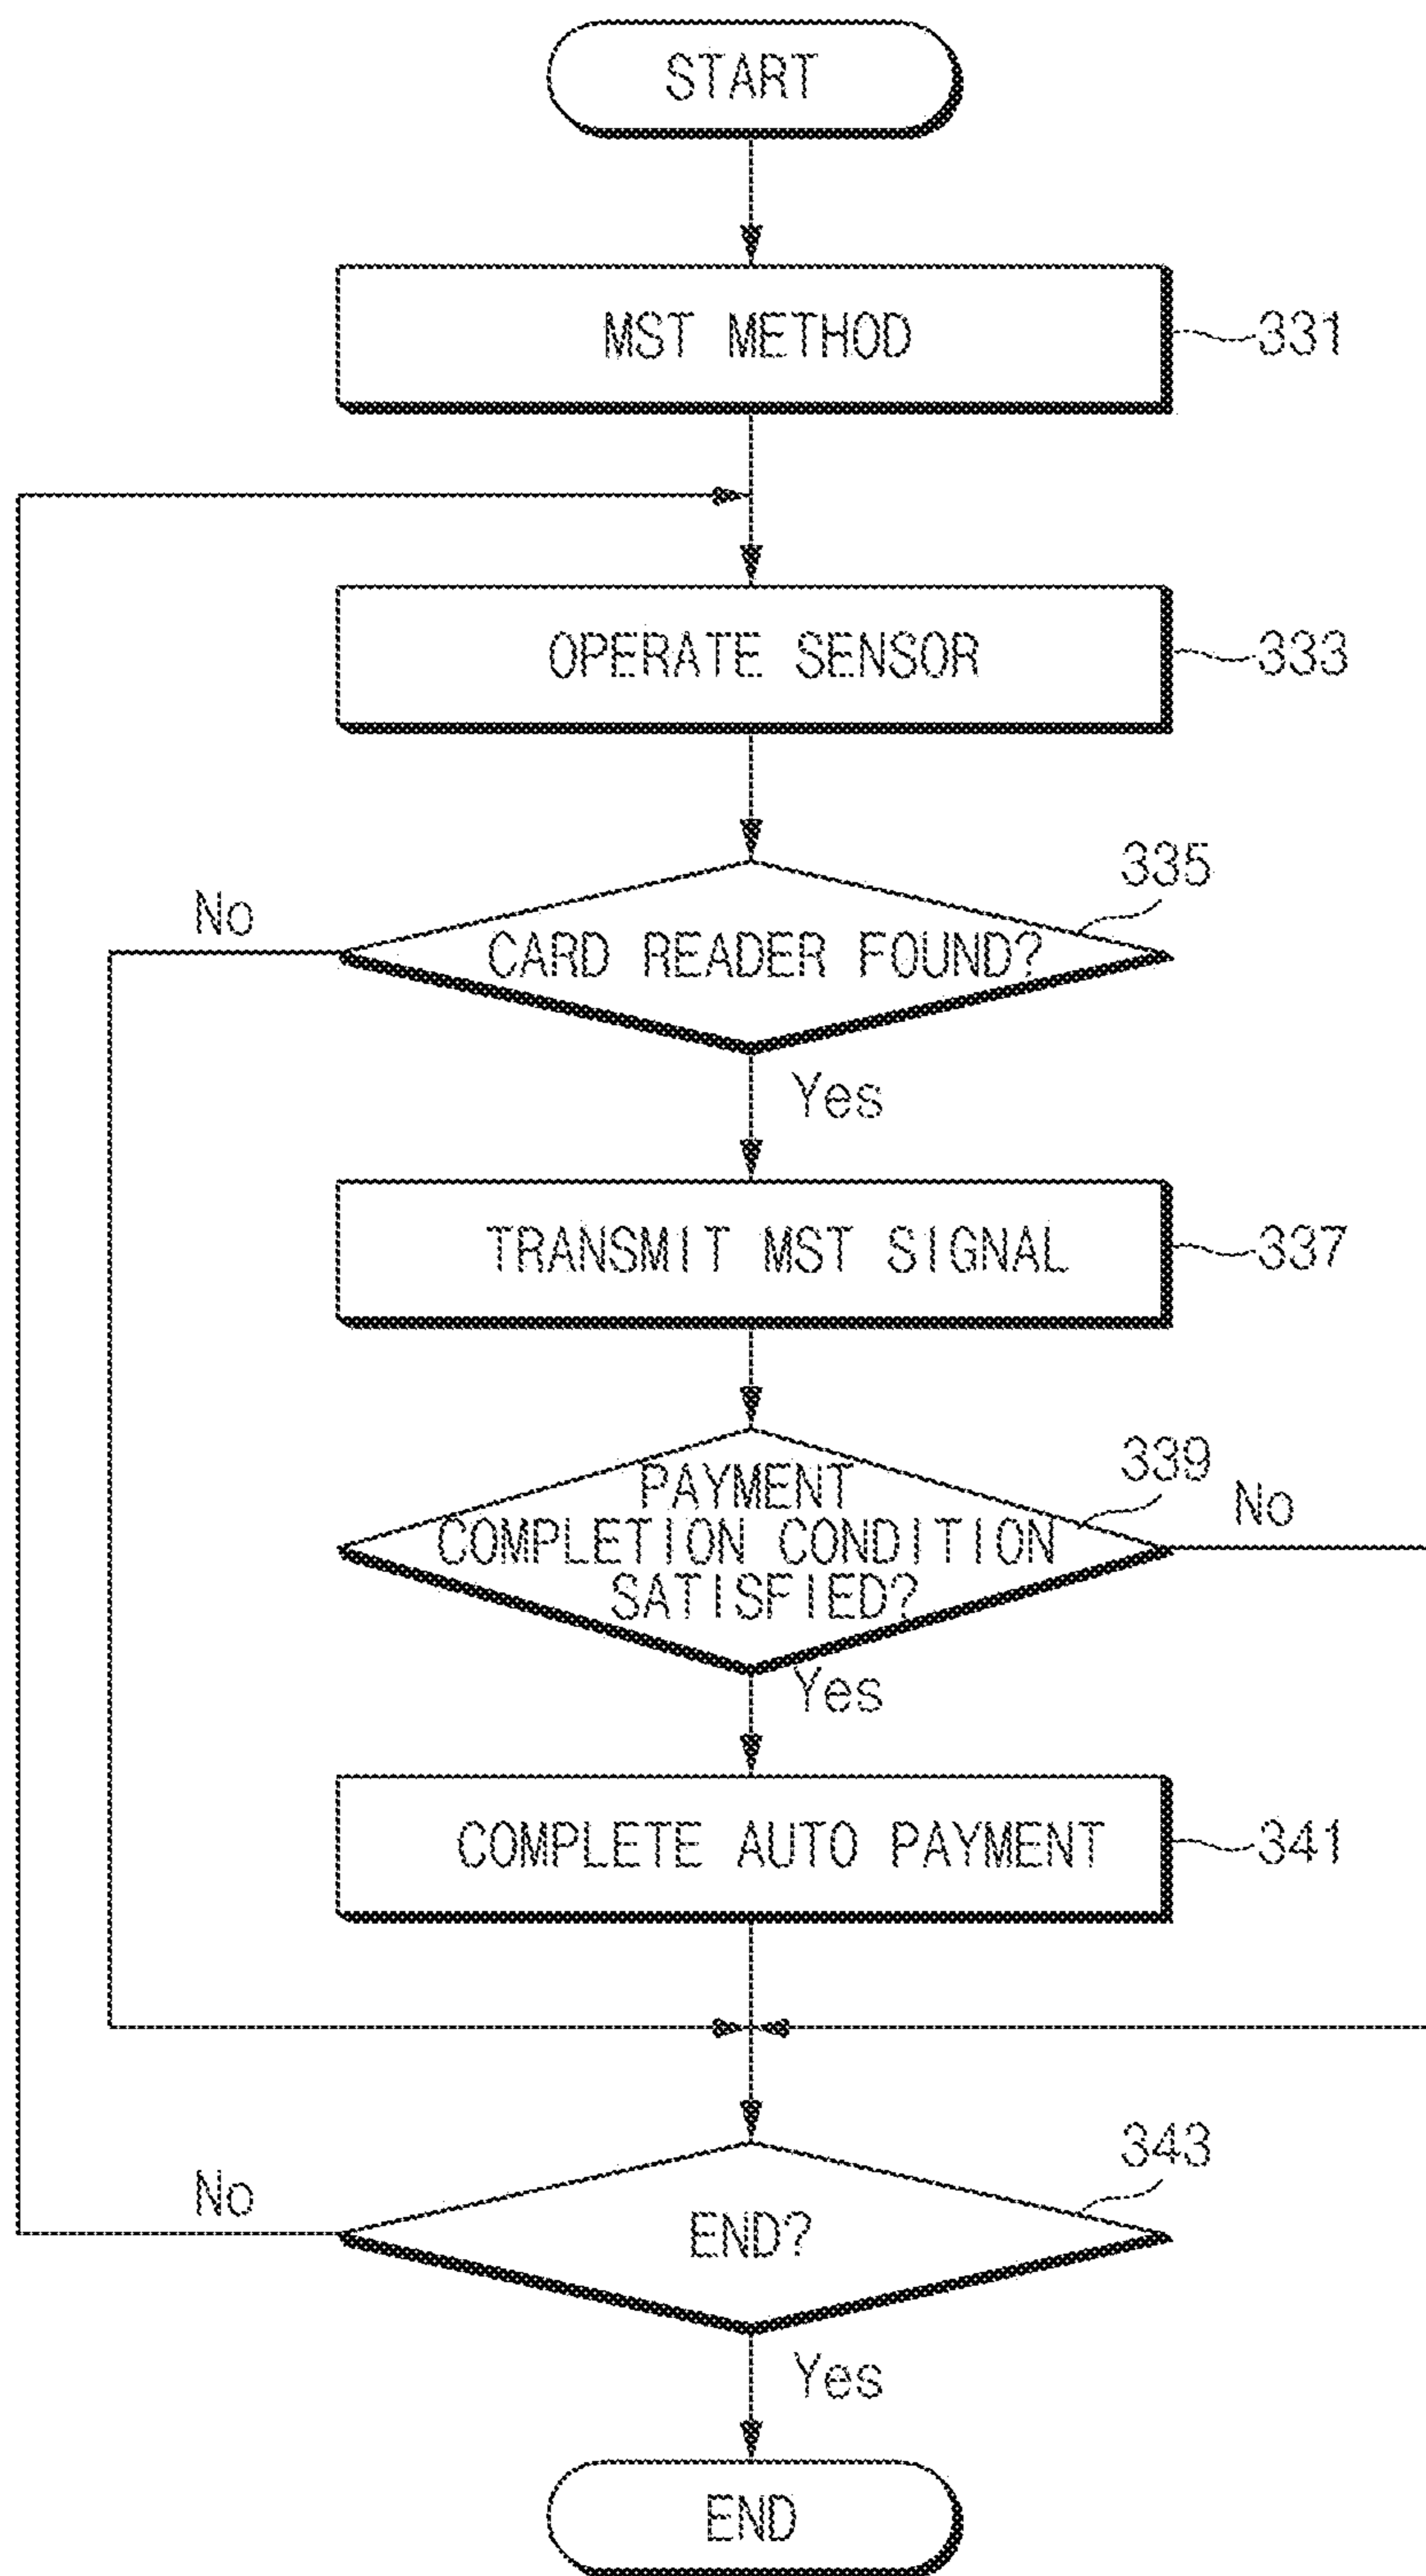 START
MST METHOD
331
OPERATE SENSOR
333
335
No
CARD READER FOUND?
Yes
TRANSMIT MST SIGNAL
337
339
PAYMENT
No
COMPLETION CONDITION
SATISFIED?
Yes
COMPLETE AUTO PAYMENT
341
343
No
END?
Yes
END